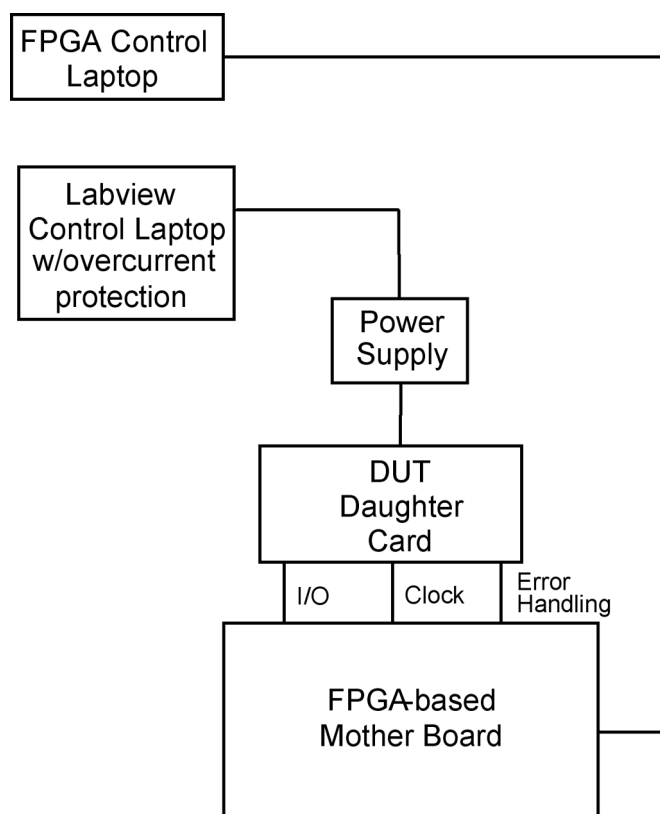 FPGA Control
Laptop
Labview
Control Laptop
w/overcurrent
protection
Power
Supply
DUT
Daughter
Card
I/O
Clock
Error
Handling
FPGA-based
Mother Board